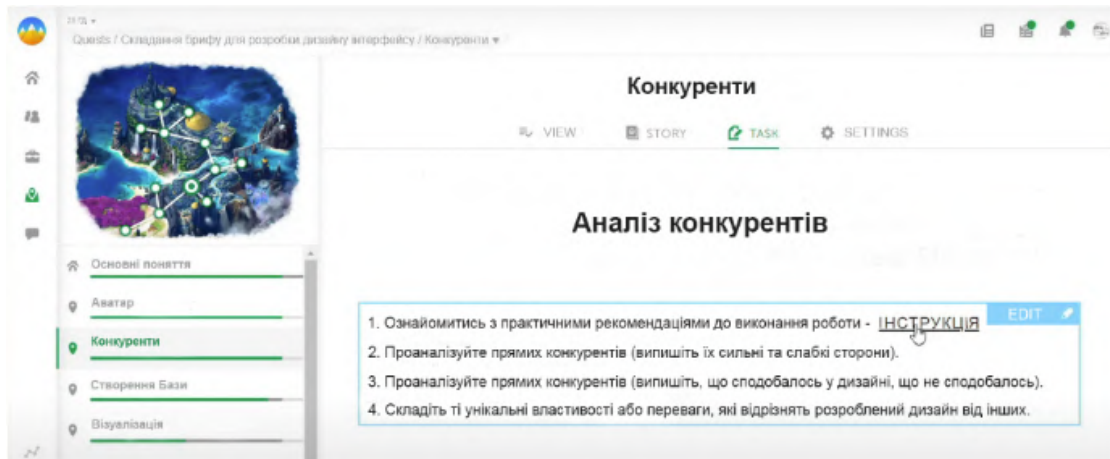 Quests / Складання брифу для розробки дизайну інтерфейсу / Конкуренти
Конкуренти
VIEW STORY TASK SETTINGS
Аналіз конкурентів
Основні поняття
Аватар
Конкуренти
Створення Бази
Візуалізація
EDIT
1. Ознайомитись з практичними рекомендаціями до виконання роботи - ІНСТРУКЦІЯ
2. Проаналізуйте прямих конкурентів (випишіть їх сильні та слабкі сторони).
3. Проаналізуйте прямих конкурентів (випишіть, що сподобалось у дизайні, що не сподобалось).
4. Складіть ті унікальні властивості або переваги, які відрізнять розроблений дизайн від інших.